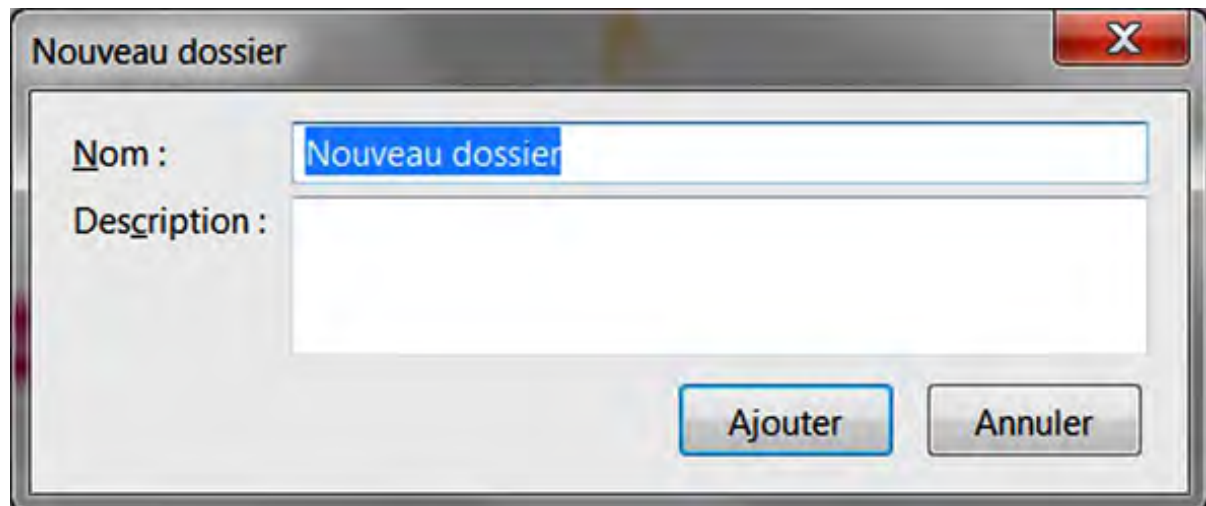 Nouveau dossier
Nom : Nouveau dossier
Description :
Ajouter Annuler